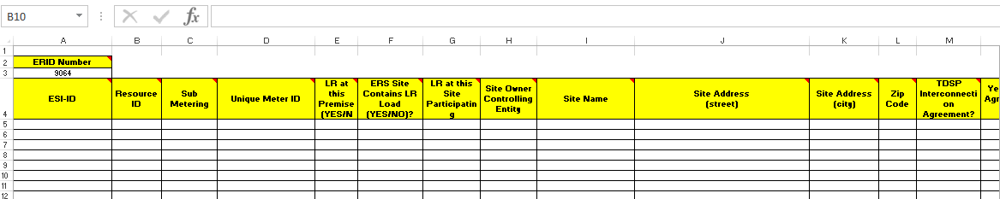 B10
fx
A B C D E F G H I J K L M
1
2 ERID Number
3 9064
4 ESI-ID
Resource
ID
Sub
Metering
Unique Meter ID
LR at
this
Premise
(YES/N
ERS Site
Contains LR
Load
(YES/NO)?
LR at this
Site
Participatin
g
Site Owner
Controlling
Entity
Site Name
Site Address
(street)
Site Address
(city)
Zip
Code
TDSP
Interconnecti
on
Agreement?
Ye
Agr
5
6
7
8
9
10
11
12